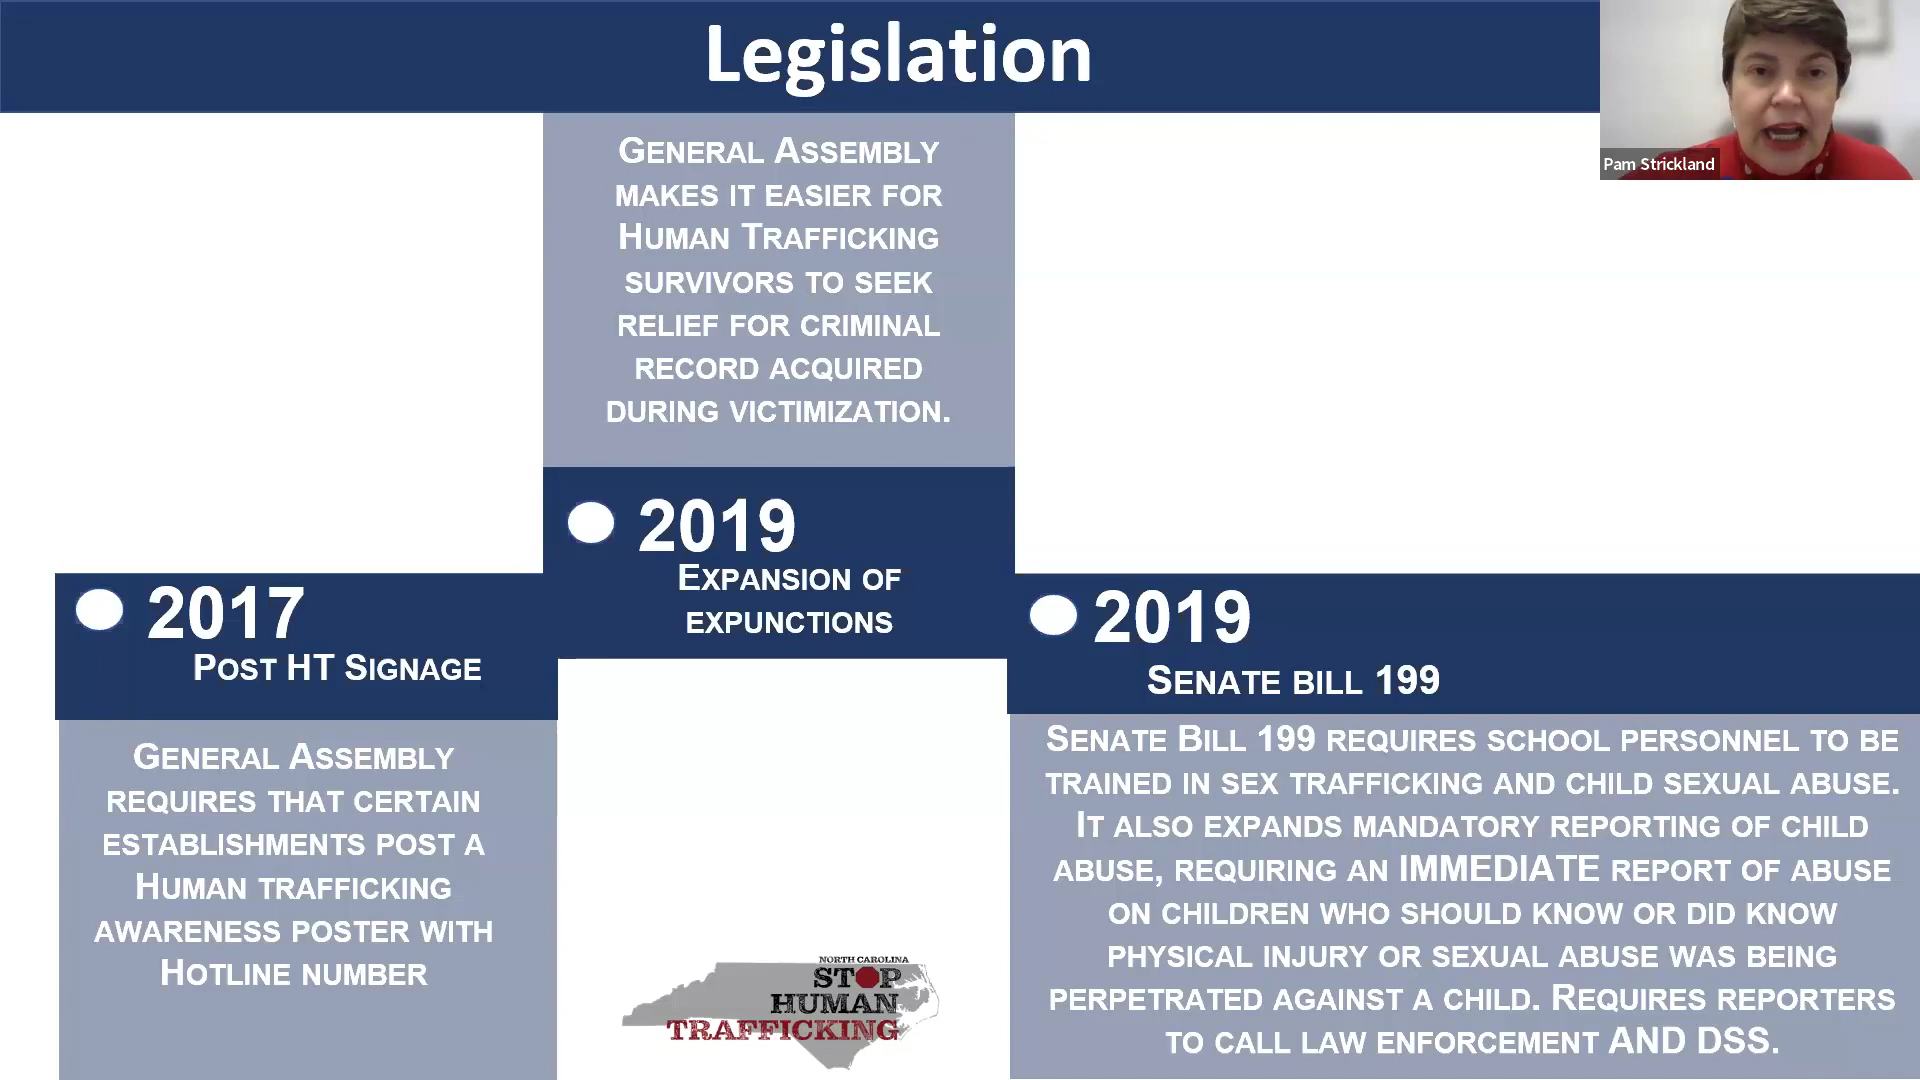 Legislation
Pam Strickland
General Assembly
makes it easier for
Human Trafficking
survivors to seek
relief for criminal
record acquired
during victimization.
2019
Expansion of
expunctions
2017
Post HT Signage
General Assembly
requires that certain
establishments post a
Human trafficking
awareness poster with
Hotline number
2019
Senate bill 199
Senate Bill 199 requires school personnel to be
trained in sex trafficking and child sexual abuse.
It also expands mandatory reporting of child
abuse, requiring an IMMEDIATE report of abuse
on children who should know or did know
physical injury or sexual abuse was being
perpetrated against a child. Requires reporters
to call law enforcement AND DSS.
NORTH CAROLINA
STOP
HUMAN
TRAFFICKING